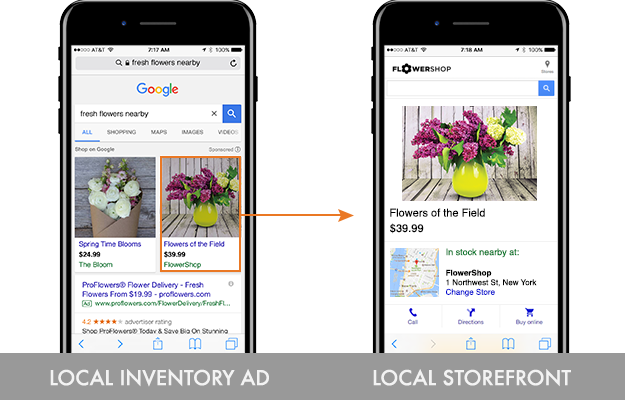 AT&T
7:17 AM
100%
fresh flowers nearby
Google
fresh flowers nearby
ALL
SHOPPING
MAPS
IMAGES
VIDEOS
Shop on Google
Sponsored
Spring Time Blooms
$24.99
The Bloom
Flowers of the Field
$39.99
FlowerShop
ProFlowers® Flower Delivery - Fresh
Flowers From $19.99 - proflowers.com
Ad www.proflowers.com/FlowerDelivery/FreshFl...
4.2 ★★★★★ advertiser rating
Shop ProFlowers® Today & Save Big On Stunning
LOCAL INVENTORY AD
AT&T
7:18 AM
100%
FLOWERSHOP
Stores
Flowers of the Field
$39.99
In stock nearby at:
FlowerShop
1 Northwest St, New York
Change Store
Call
Directions
Buy online
LOCAL STOREFRONT